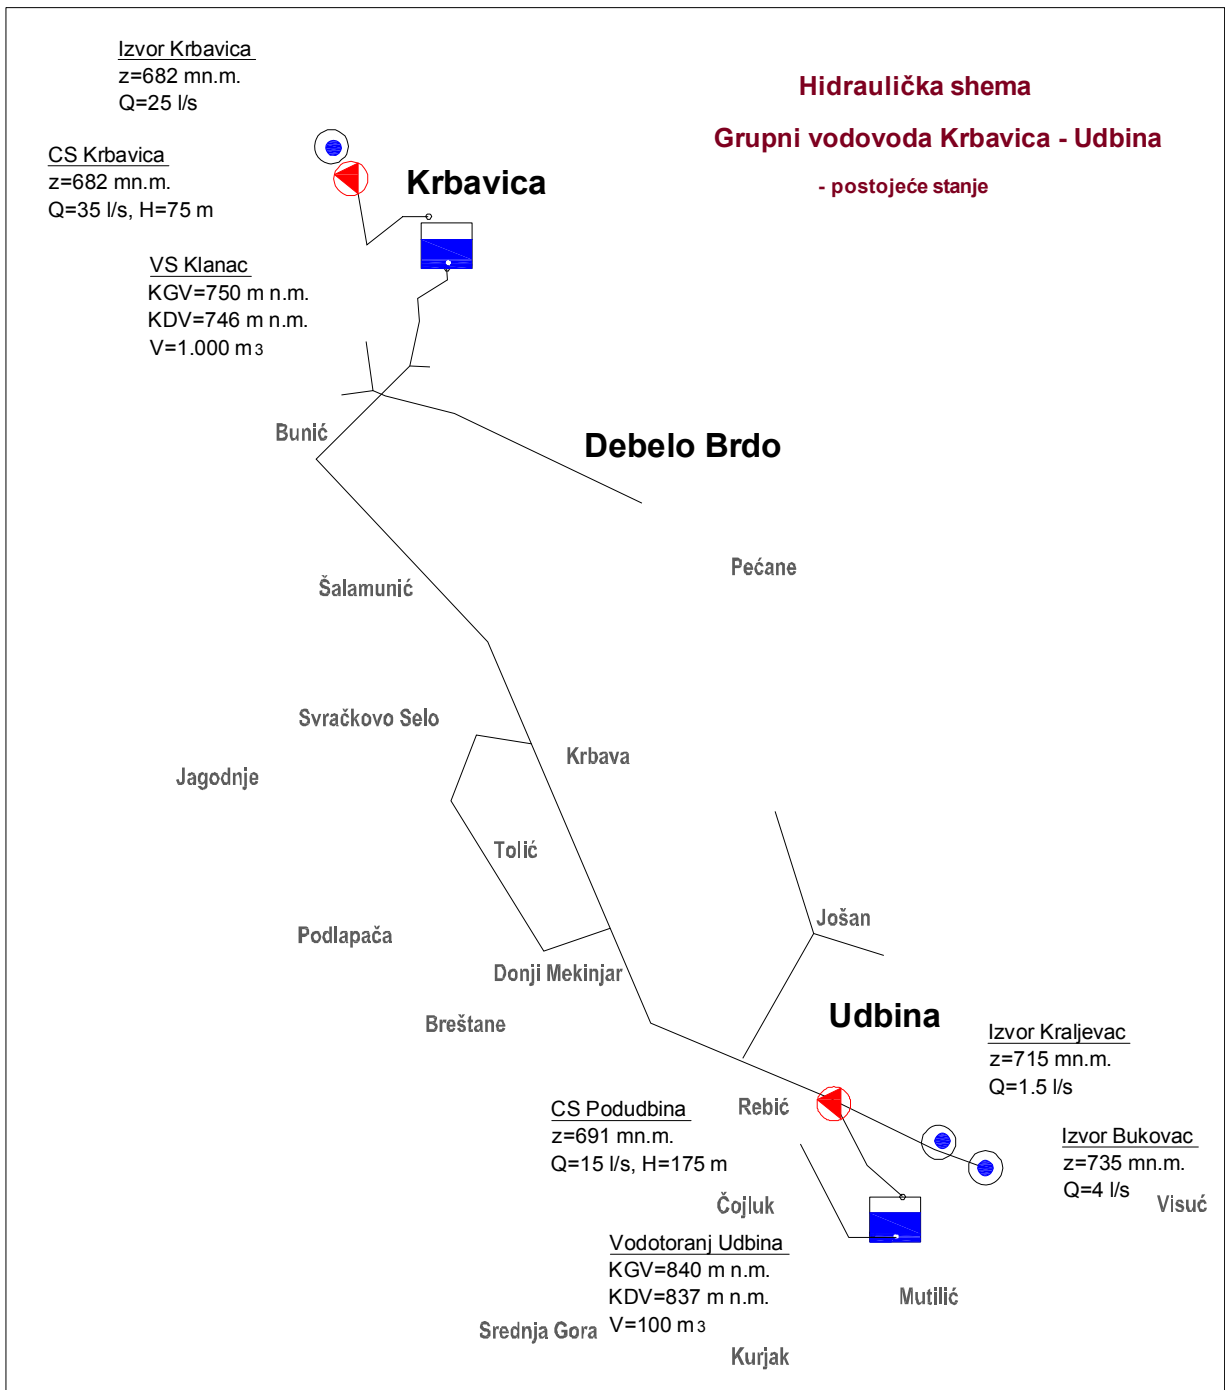 Izvor Krbavica
z=682 mn.m.
Q=25 l/s
Hidraulička shema
Grupni vodovoda Krbavica - Udbina
- postojeće stanje
CS Krbavica
z=682 mn.m.
Q=35 l/s, H=75 m
Krbavica
VS Klanac
KGV=750 m n.m.
KDV=746 m n.m.
V=1.000 m3
Bunić
Debelo Brdo
Pećane
Šalamunić
Svračkovo Selo
Krbava
Jagodnje
Tolić
Jošan
Podlapača
Donji Mekinjar
Breštane
Udbina
Izvor Kraljevac
z=715 mn.m.
Q=1.5 l/s
CS Podudbina
z=691 mn.m.
Q=15 l/s, H=175 m
Rebić
Izvor Bukovac
z=735 mn.m.
Q=4 l/s
Visuć
Čojluk
Vodotoranj Udbina
KGV=840 m n.m.
KDV=837 m n.m.
V=100 m3
Mutilić
Srednja Gora
Kurjak